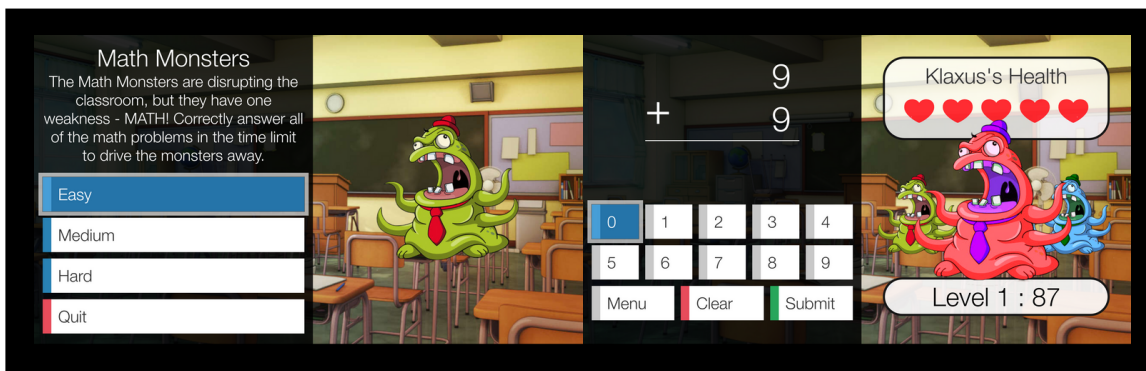 Math Monsters
The Math Monsters are disrupting the
classroom, but they have one
weakness - MATH! Correctly answer all
of the math problems in the time limit
to drive the monsters away.
Easy
Medium
Hard
Quit
9
+ 9
0 1 2 3 4
5 6 7 8 9
Menu Clear Submit
Klaxus's Health
Level 1 : 87